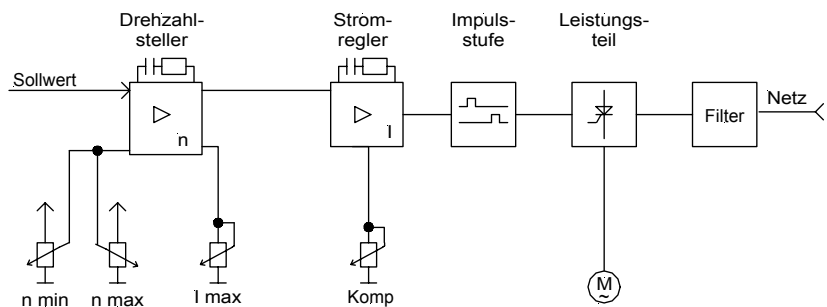 Drehzahl-
steller
Strom-
regler
Impuls-
stufe
Leistungs-
teil
Sollwert
n
I
Filter
Netz
n min
n max
I max
Komp
M
~